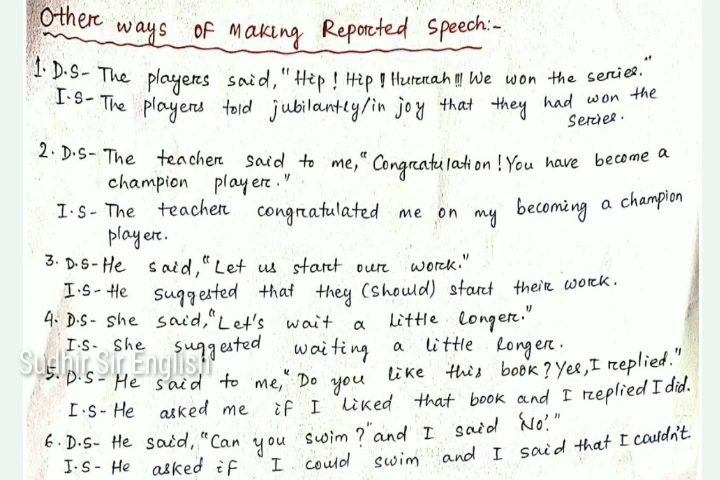 Other ways of Making Reported Speech:-
1. D.S- The players said, "Hip! Hip! Hurrah!!! We won the series."
I.S- The players told jubilantly/in joy that they had won the
series.
2. D.S- The teacher said to me, "Congratulation! You have become a
champion player."
I.S- The teacher congratulated me on my becoming a champion
player.
3. D.S- He said, "Let us start our work."
I.S- He suggested that they (should) start their work.
4. D.S- She said, "Let's wait a little longer."
I.S- She suggested waiting a little longer.
Sudhir Sir English
5. D.S- He said to me, "Do you like this book? Yes, I replied."
I.S- He asked me if I liked that book and I replied I did.
6. D.S- He said, "Can you swim?" and I said 'No'."
I.S- He asked if I could swim and I said that I couldn't.